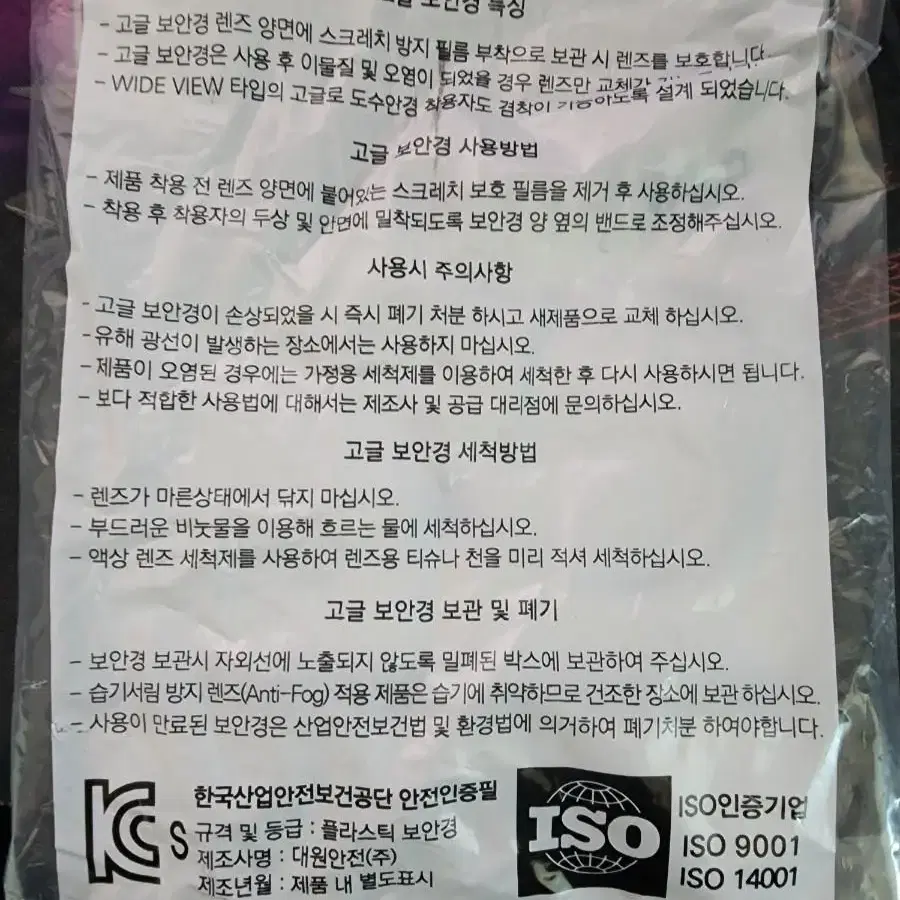 고글 보안경 특징
- 고글 보안경 렌즈 양면에 스크레치 방지 필름 부착으로 보관 시 렌즈를 보호합니다.
- 고글 보안경은 사용 후 이물질 및 오염이 되었을 경우 렌즈만 교체
- WIDE VIEW 타입의 고글로 도수안경 착용자도 겸착이 가능하도록 설계 되었습니다.
고글 보안경 사용방법
- 제품 착용 전 렌즈 양면에 붙어있는 스크레치 보호 필름을 제거 후 사용하십시오.
- 착용 후 착용자의 두상 및 안면에 밀착되도록 보안경 양 옆의 밴드로 조정해주십시오.
사용시 주의사항
- 고글 보안경이 손상되었을 시 즉시 폐기 처분 하시고 새제품으로 교체 하십시오.
- 유해 광선이 발생하는 장소에서는 사용하지 마십시오.
- 제품이 오염된 경우에는 가정용 세척제를 이용하여 세척한 후 다시 사용하시면 됩니다.
- 보다 적합한 사용법에 대해서는 제조사 및 공급 대리점에 문의하십시오.
고글 보안경 세척방법
- 렌즈가 마른상태에서 닦지 마십시오.
- 부드러운 비눗물을 이용해 흐르는 물에 세척하십시오.
- 액상 렌즈 세척제를 사용하여 렌즈용 티슈나 천을 미리 적셔 세척하십시오.
고글 보안경 보관 및 폐기
- 보안경 보관시 자외선에 노출되지 않도록 밀폐된 박스에 보관하여 주십시오.
- 습기서림 방지 렌즈(Anti-Fog) 적용 제품은 습기에 취약하므로 건조한 장소에 보관 하십시오.
- 사용이 만료된 보안경은 산업안전보건법 및 환경법에 의거하여 폐기처분 하여야합니다.
KCs
한국산업안전보건공단 안전인증필
규격 및 등급 : 플라스틱 보안경
제조사명 : 대원안전(주)
제조년월 : 제품 내 별도표시
ISO
ISO인증기업
ISO 9001
ISO 14001